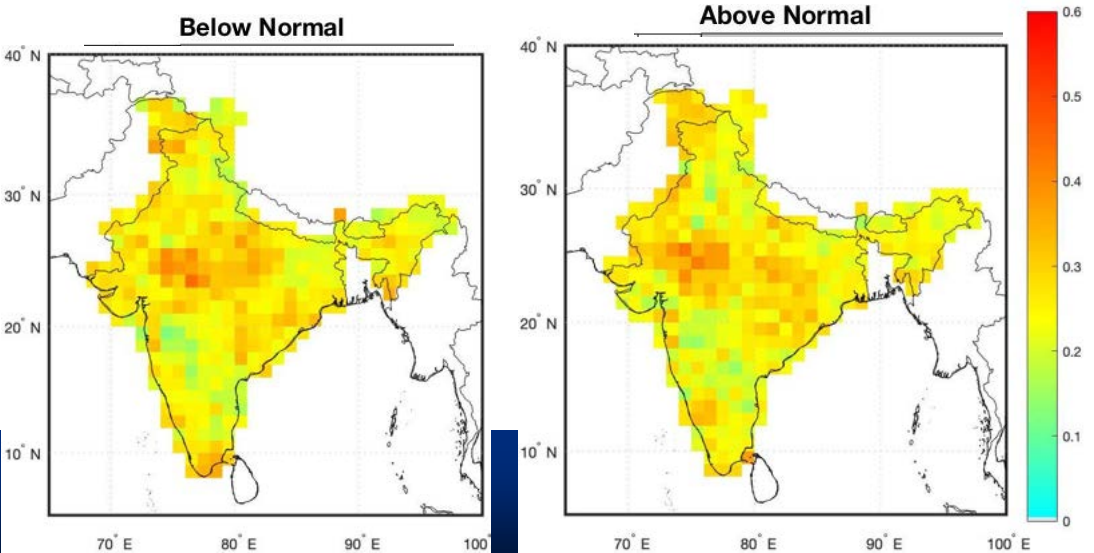 Below Normal
Above Normal
40° N
30° N
20° N
10° N
70° E
80° E
90° E
100
40° N
30° N
20° N
10° N
70° E
80° E
90° E
100° E
0.6
0.5
0.4
0.3
0.2
0.1
0